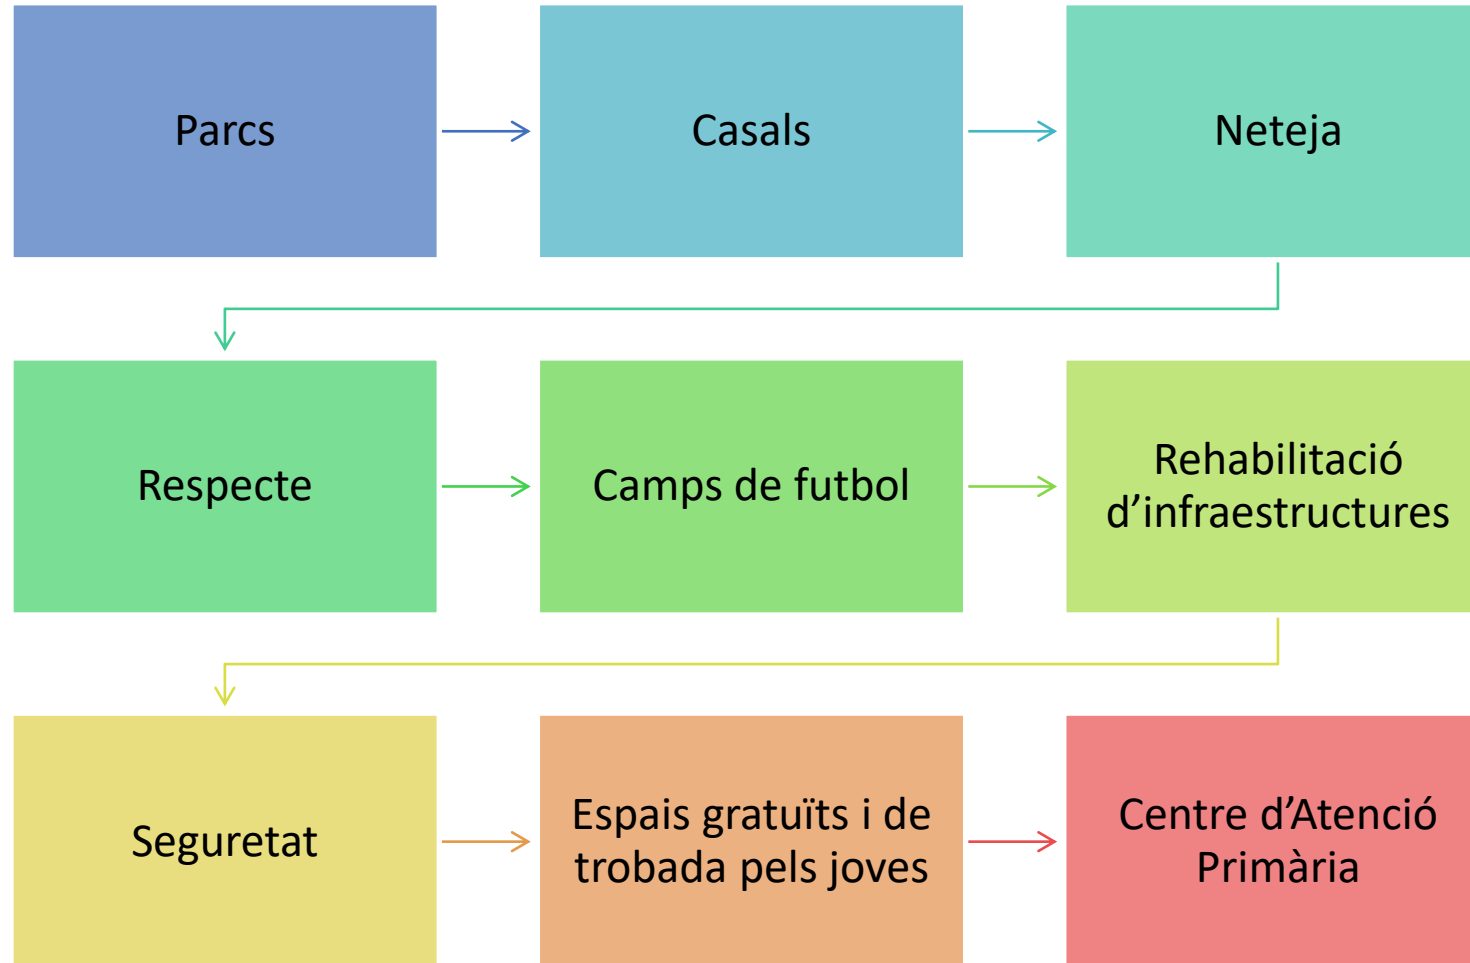 Parcs
Casals
Neteja
Respecte
Camps de futbol
Rehabilitació
d’infraestructures
Seguretat
Espais gratuïts i de
trobada pels joves
Centre d’Atenció
Primària